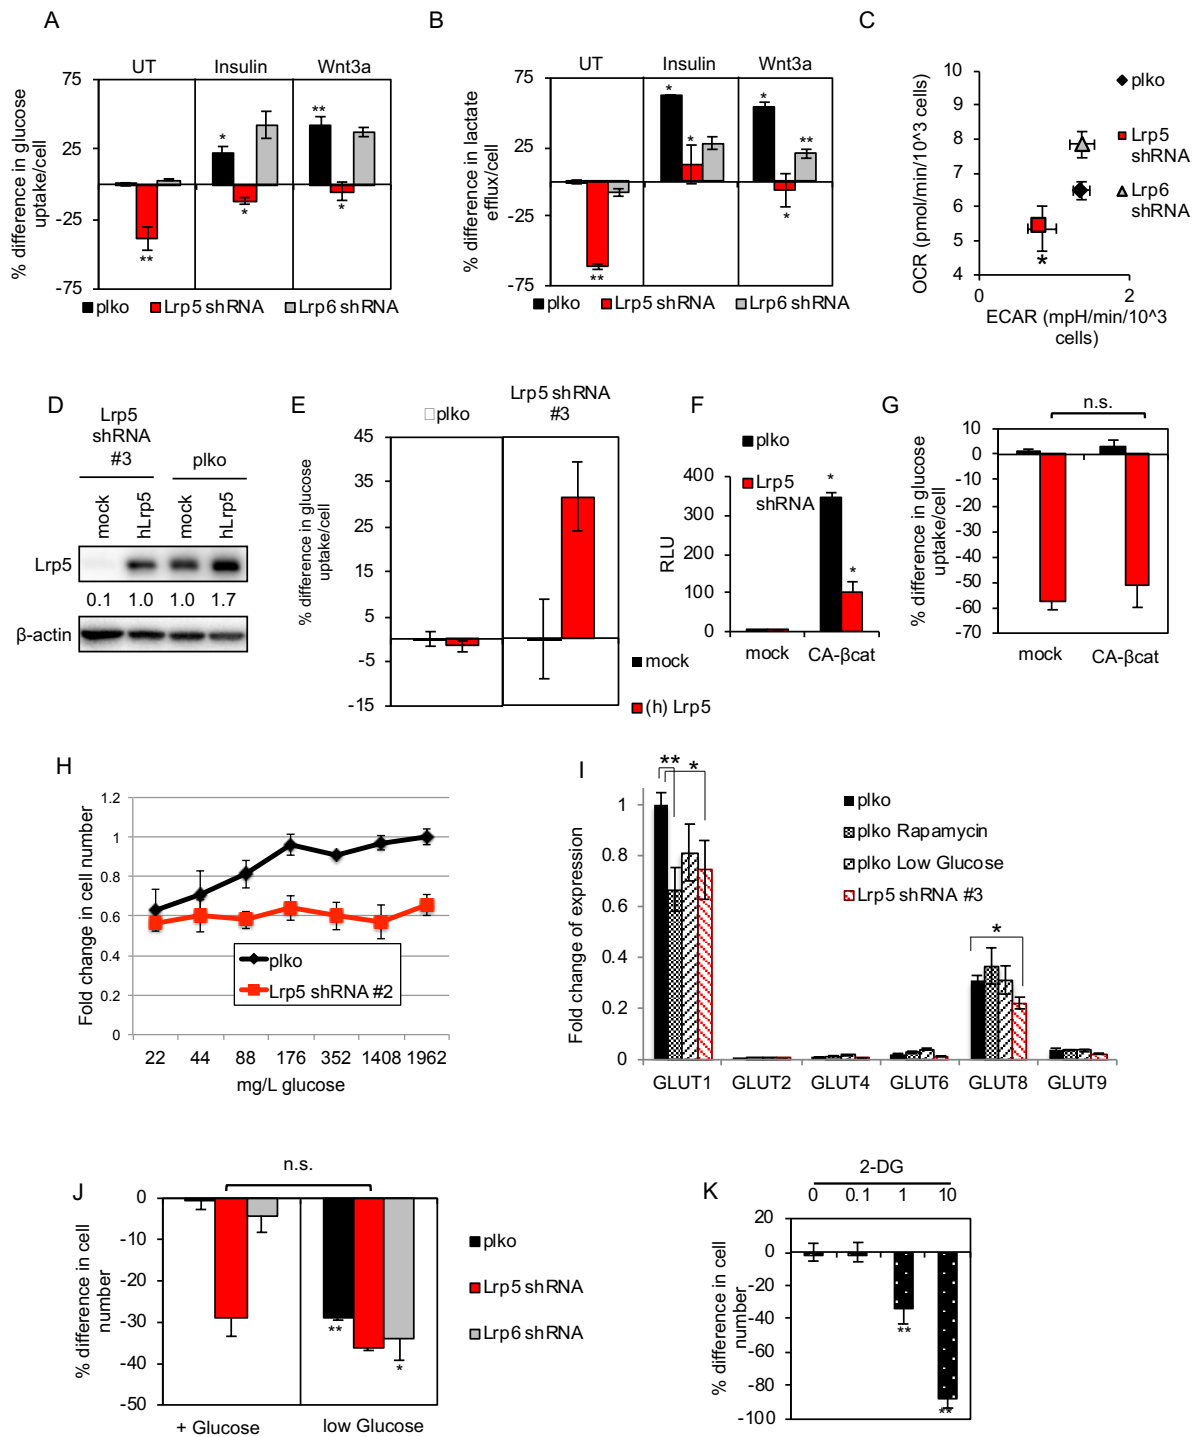 A
UT
Insulin
Wnt3a
75
25
-25
-75
% difference in glucose
uptake/cell
**
*
*
**
*
plko
Lrp5 shRNA
Lrp6 shRNA
B
UT
Insulin
Wnt3a
75
25
-25
-75
% difference in lactate
efflux/cell
**
*
*
*
*
**
plko
Lrp5 shRNA
Lrp6 shRNA
C
10
9
8
7
6
5
4
OCR (pmol/min/10^3 cells)
0
2
ECAR (mpH/min/10^3
cells)
*
plko
Lrp5
shRNA
Lrp6
shRNA
D
Lrp5
shRNA
#3
plko
mock
hLrp5
mock
hLrp5
Lrp5
0.1 1.0 1.0 1.7
β-actin
E
plko
Lrp5 shRNA
#3
45
35
25
15
5
-5
-15
% difference in glucose
uptake/cell
mock
(h) Lrp5
F
plko
Lrp5
shRNA
400
300
200
100
0
RLU
*
*
mock
CA-βcat
G
n.s.
10
0
-10
-20
-30
-40
-50
-60
-70
% difference in glucose
uptake/cell
mock
CA-βcat
H
1.2
1
0.8
0.6
0.4
0.2
0
Fold change in cell number
plko
Lrp5 shRNA #2
22 44 88 176 352 1408 1962
mg/L glucose
I
1
0.8
0.6
0.4
0.2
0
Fold change of expression
**
*
*
plko
plko Rapamycin
plko Low Glucose
Lrp5 shRNA #3
GLUT1 GLUT2 GLUT4 GLUT6 GLUT8 GLUT9
J
n.s.
0
-10
-20
-30
-40
-50
% difference in cell
number
**
*
+ Glucose
low Glucose
plko
Lrp5 shRNA
Lrp6 shRNA
K
2-DG
0 0.1 1 10
20
0
-20
-40
-60
-80
-100
% difference in cell
number
**
**